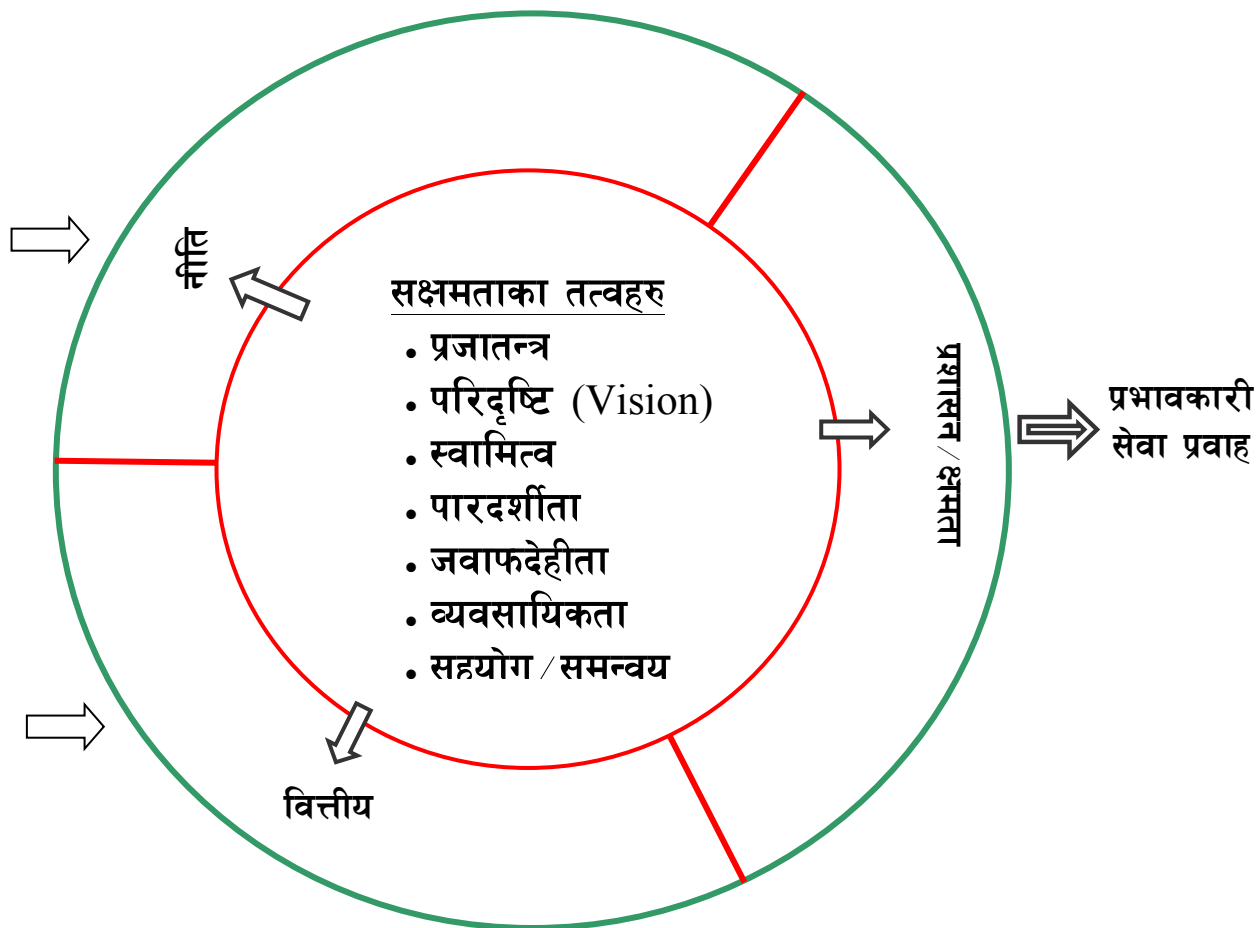 नीति
सक्षमताका तत्वहरु
• प्रजातन्त्र
• परिदृष्टि (Vision)
• स्वामित्व
• पारदर्शीता
• जवाफदेहीता
• व्यवसायिकता
• सहयोग / समन्वय
प्रशासन / क्षमता
प्रभावकारी
सेवा प्रवाह
वित्तीय